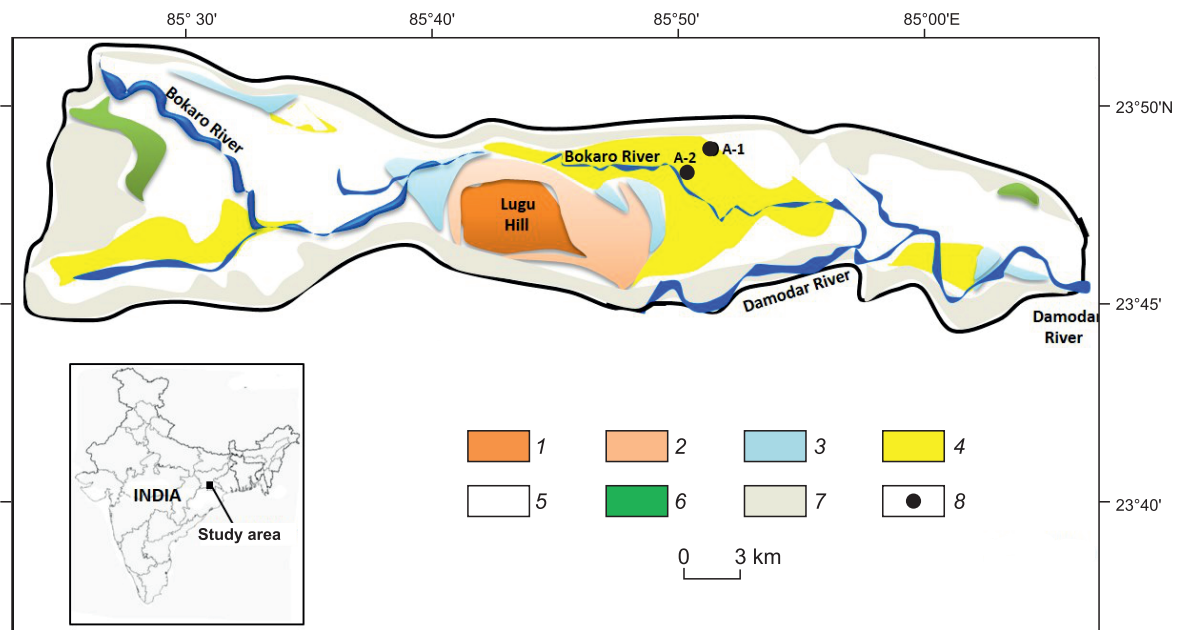 85° 30'
85°40'
85°50'
85°00'E
Bokaro River
Bokaro River
A-2
A-1
23°50'N
Lugu
Hill
Damodar River
23°45'
Damodar
River
INDIA
Study area
1
2
3
4
5
6
7
8
23°40'
0
3 km